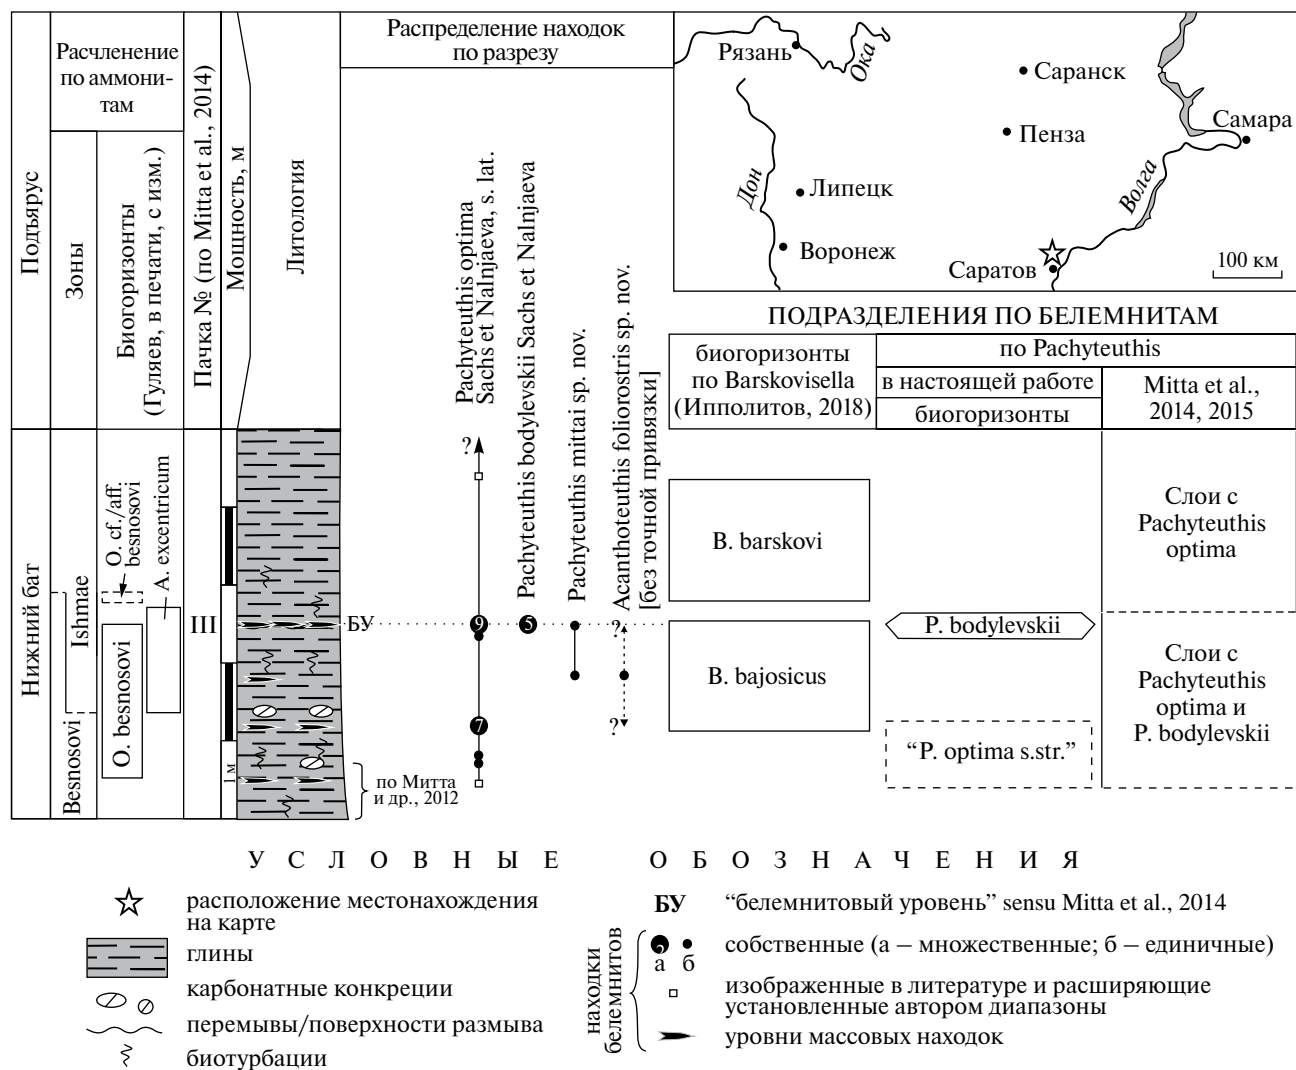 Подъярус
Расчленение
по аммони-
там
Зоны
Биогоризонты
(Гуляев, в печати, с изм.)
Пачка № (по Mitta et al., 2014)
Мощность, м
Литология
Распределение находок
по разрезу
Pachyteuthis optima
Sachs et Nalnjaeva, s. lat.
Pachyteuthis bodylevskii Sachs et Nalnjaeva
Pachyteuthis mittai sp. nov.
Acanthoteuthis foliorostris sp. nov.
[без точной привязки]
Рязань
Ока
Саранск
Пенза
Самара
Дон
Липецк
Волга
Воронеж
Саратов
100 км
ПОДРАЗДЕЛЕНИЯ ПО БЕЛЕМНИТАМ
биогоризонты
по Barskovisella
(Ипполитов, 2018)
по Pachyteuthis
в настоящей работе
биогоризонты
Mitta et al.,
2014, 2015
Нижний бат
Besnosovi
Ishmae
O. besnosovi
O. cf./aff.
besnosovi
A. excentricum
III
1 м
БУ
?
9
5
7
?
?
по Митта
и др., 2012
B. barskovi
B. bajosicus
P. bodylevskii
“P. optima s.str.”
Слои с
Pachyteuthis
optima
Слои с
Pachyteuthis
optima и
P. bodylevskii
УСЛОВНЫЕ ОБОЗНАЧЕНИЯ
расположение местонахождения
на карте
глины
карбонатные конкреции
перемывы/поверхности размыва
биотурбации
БУ “белемнитовый уровень” sensu Mitta et al., 2014
находки
белемнитов
а б
собственные (а – множественные; б – единичные)
изображенные в литературе и расширяющие
установленные автором диапазоны
уровни массовых находок